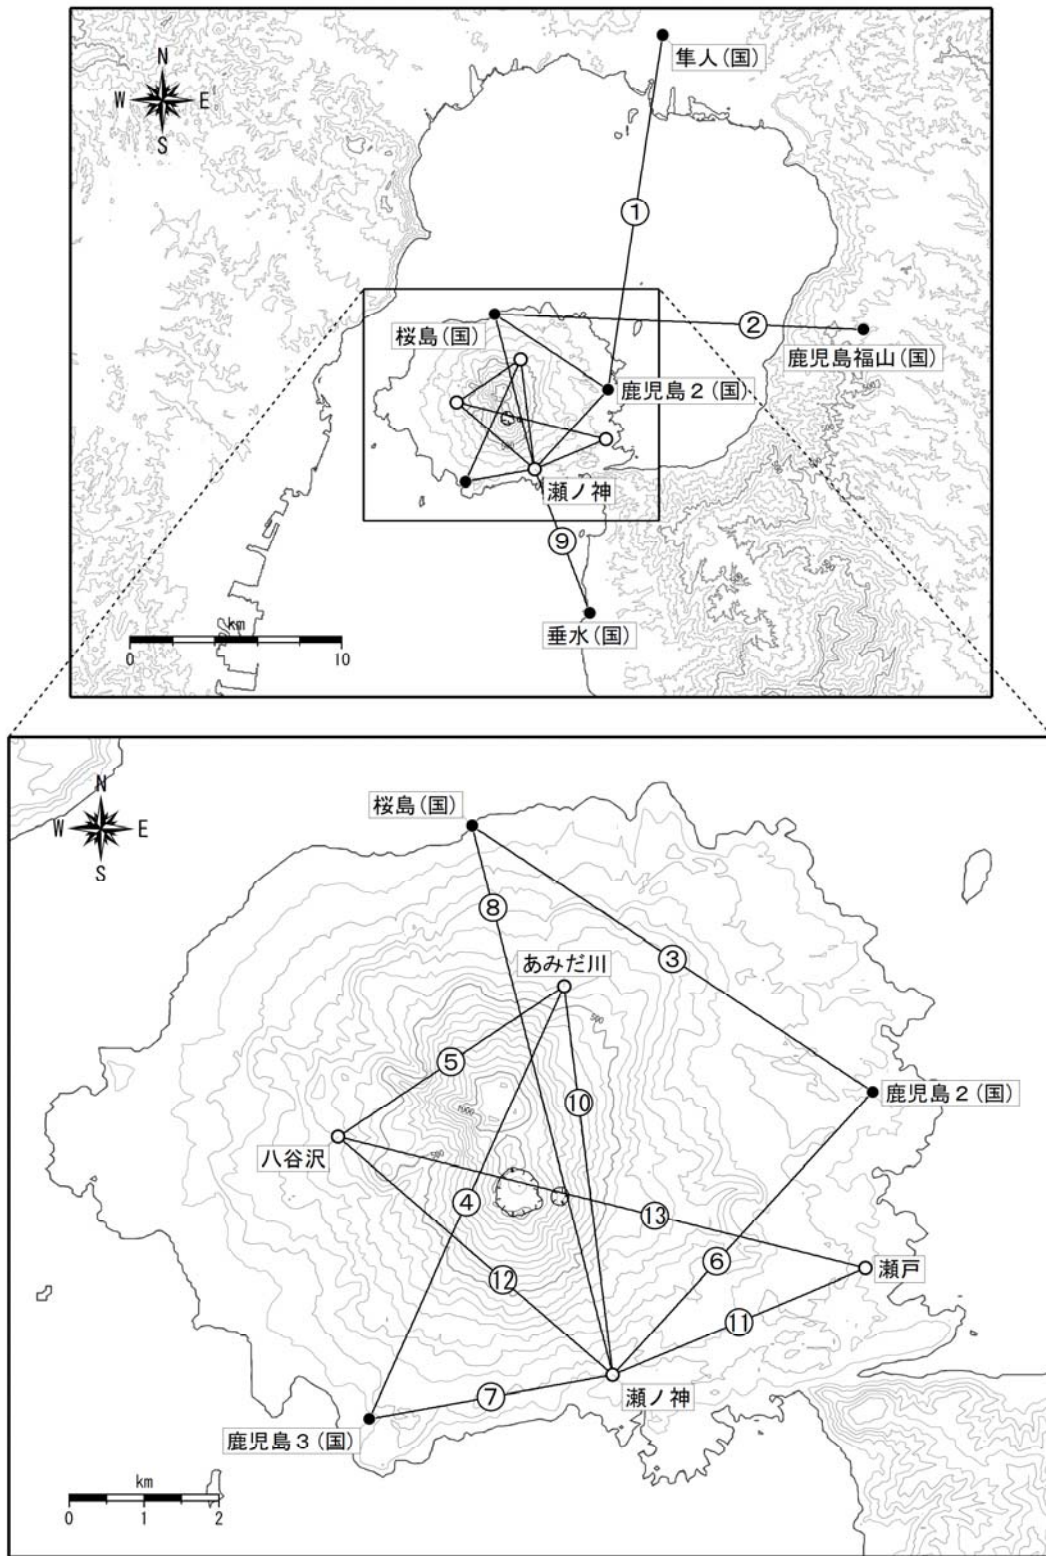 N
W E
S
隼人(国)
①
②
桜島(国)
鹿児島福山(国)
鹿児島2(国)
瀬ノ神
⑨
km
0 10
垂水(国)
桜島(国)
N
W E
S
⑧
③
あみだ川
500
⑤
⑩
1000
鹿児島2(国)
八谷沢
500
④
⑬
⑥
瀬戸
⑫
⑪
瀬ノ神
⑦
鹿児島3(国)
km
0 1 2